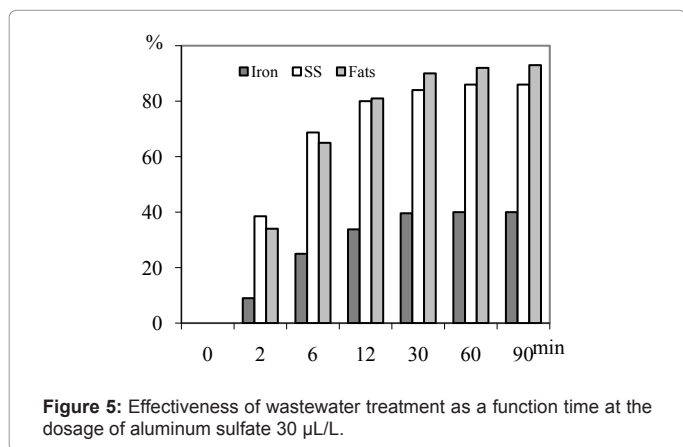 %
Iron SS Fats
80
60
40
20
0
0 2 6 12 30 60 90 min
Figure 5: Effectiveness of wastewater treatment as a function time at the
dosage of aluminum sulfate 30 µL/L.